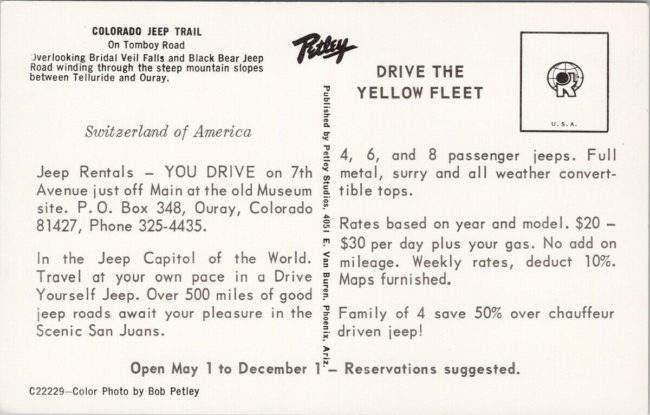 COLORADO JEEP TRAIL
On Tomboy Road
Overlooking Bridal Veil Falls and Black Bear Jeep
Road winding through the steep mountain slopes
between Telluride and Ouray.
Switzerland of America
Jeep Rentals – YOU DRIVE on 7th
Avenue just off Main at the old Museum
site. P.O. Box 348, Ouray, Colorado
81427, Phone 325-4435.
In the Jeep Capitol of the World.
Travel at your own pace in a Drive
Yourself Jeep. Over 500 miles of good
jeep roads await your pleasure in the
Scenic San Juans.
Petley
Published by Petley Studios, 4051 E. Van Buren, Phoenix, Ariz.
DRIVE THE
YELLOW FLEET
R
U.S.A.
4, 6, and 8 passenger jeeps. Full
metal, surry and all weather convert-
tible tops.
Rates based on year and model. $20 –
$30 per day plus your gas. No add on
mileage. Weekly rates, deduct 10%.
Maps furnished.
Family of 4 save 50% over chauffeur
driven jeep!
Open May 1 to December 1 – Reservations suggested.
C22229—Color Photo by Bob Petley